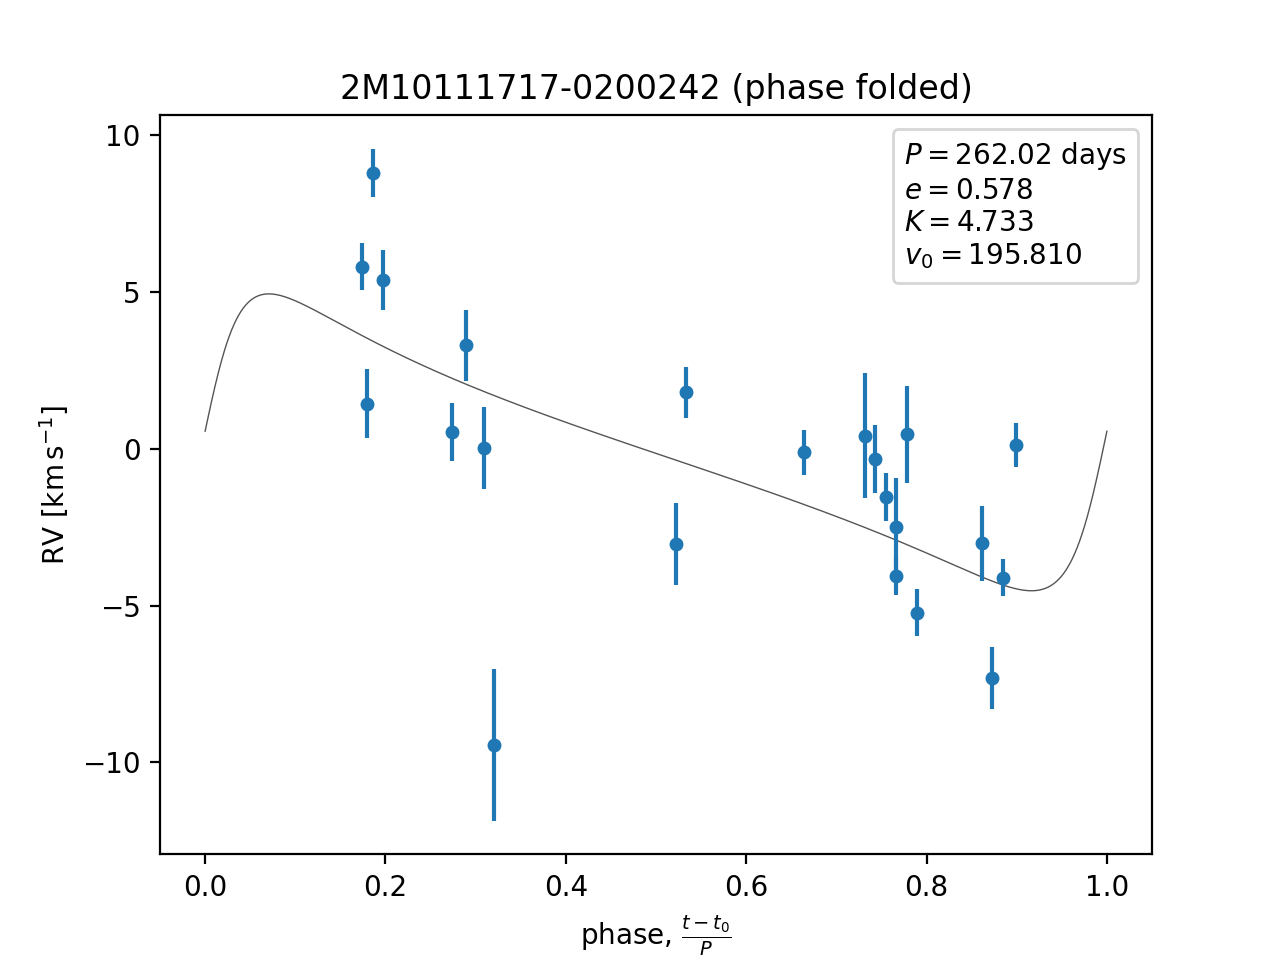 2M10111717-0200242 (phase folded)
P = 262.02 days
e = 0.578
K = 4.733
v₀ = 195.810
RV [km s⁻¹]
10
5
0
−5
−10
0.0 0.2 0.4 0.6 0.8 1.0
phase, (t − t₀)/P